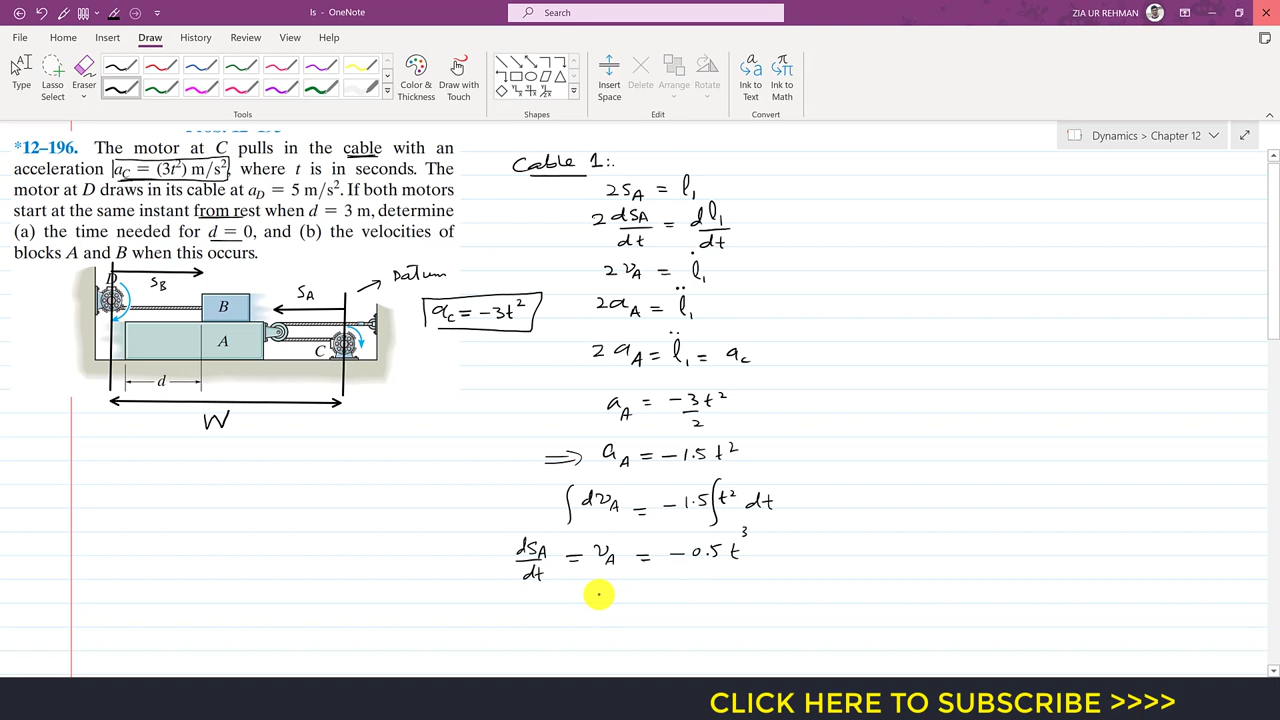 ls - OneNote
Search
ZIA UR REHMAN
File Home Insert Draw History Review View Help
Type
Lasso Select
Eraser
Color & Thickness
Draw with Touch
Insert Space
Delete
Arrange
Rotate
Ink to Text
Ink to Math
Tools
Shapes
Edit
Convert
Dynamics > Chapter 12
*12–196. The motor at C pulls in the cable with an
acceleration a_C = (3t²) m/s², where t is in seconds. The
motor at D draws in its cable at a_D = 5 m/s². If both motors
start at the same instant from rest when d = 3 m, determine
(a) the time needed for d = 0, and (b) the velocities of
blocks A and B when this occurs.
D
S_B
S_A
Datum
B
A
C
d
W
a_C = -3t²
Cable 1:.
2S_A = l₁
2 dS_A/dt = dl₁/dt
2v_A = l̇₁
2a_A = l̈₁
2 a_A = l̈₁ = a_C
a_A = -3t²/2
⇒ a_A = -1.5 t²
∫ dv_A = -1.5 ∫ t² dt
dS_A/dt = v_A = -0.5 t³
CLICK HERE TO SUBSCRIBE >>>>